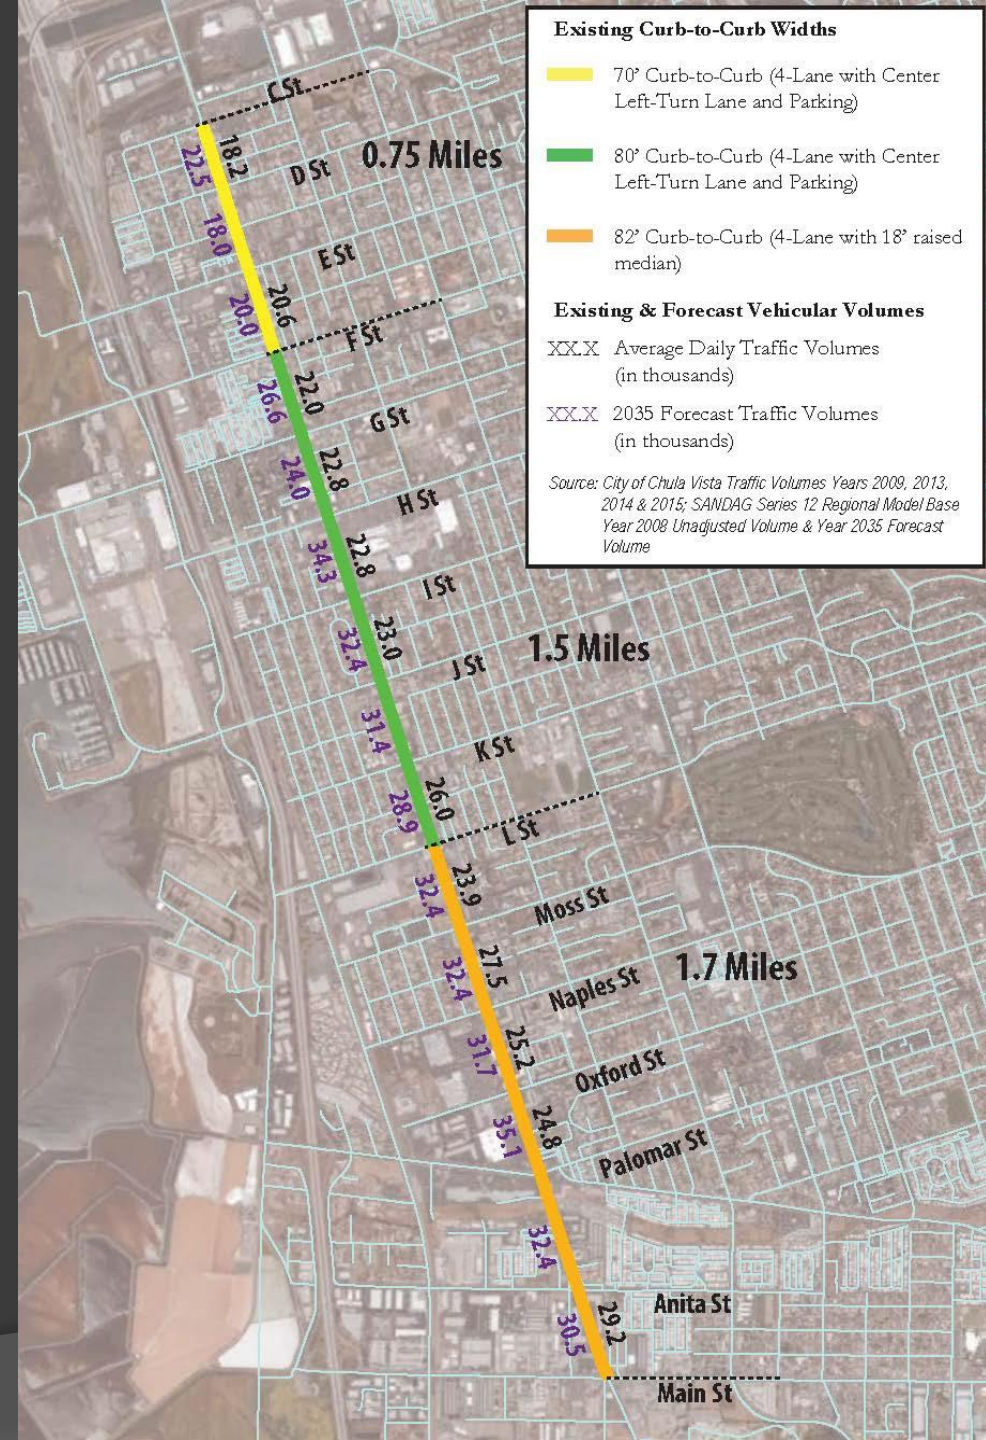 Existing Curb-to-Curb Widths
70’ Curb-to-Curb (4-Lane with Center
Left-Turn Lane and Parking)
80’ Curb-to-Curb (4-Lane with Center
Left-Turn Lane and Parking)
82’ Curb-to-Curb (4-Lane with 18’ raised
median)
Existing & Forecast Vehicular Volumes
XX.X Average Daily Traffic Volumes
(in thousands)
XX.X 2035 Forecast Traffic Volumes
(in thousands)
Source: City of Chula Vista Traffic Volumes Years 2009, 2013,
2014 & 2015; SANDAG Series 12 Regional Model Base
Year 2008 Unadjusted Volume & Year 2035 Forecast
Volume
C St
18.2
22.5
D St
0.75 Miles
18.0
E St
20.6
20.0
F St
22.0
26.6
G St
22.8
24.0
H St
22.8
34.3
I St
23.0
32.4
J St
1.5 Miles
31.4
K St
26.0
28.9
L St
23.9
32.4
Moss St
27.5
32.4
Naples St
1.7 Miles
25.2
31.7
Oxford St
24.8
35.1
Palomar St
32.4
Anita St
29.2
30.5
Main St